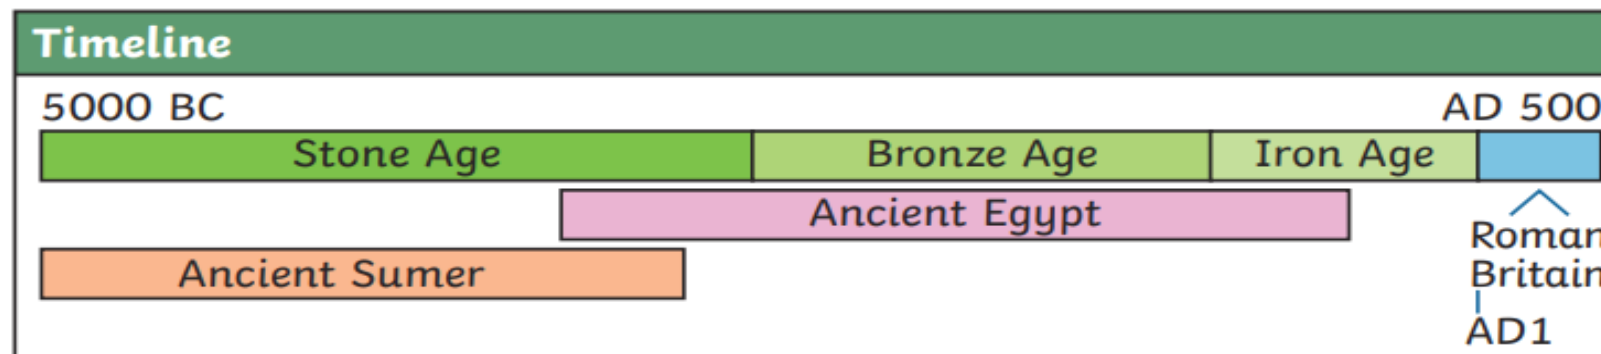 Timeline
5000 BC AD 500
Stone Age Bronze Age Iron Age
Ancient Egypt
Roman
Britain
Ancient Sumer
AD1